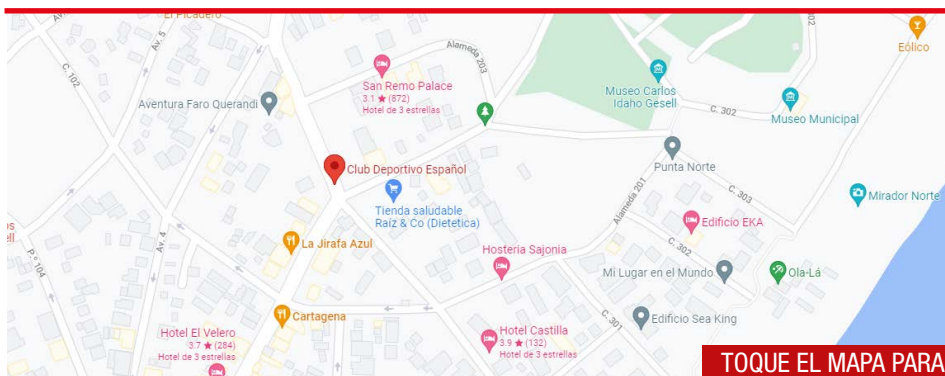 El Picadero
Av. 5
C. 102
Alameda 203
San Remo Palace
3.1 ★ (872)
Hotel de 3 estrellas
Aventura Faro Querandi
Museo Carlos
Idaho Gesell
C. 302
Museo Municipal
Eólico
Club Deportivo Español
Punta Norte
Tienda saludable
Raíz & Co (Dietetica)
Alameda 201
C. 303
Mirador Norte
Edificio EKA
La Jirafa Azul
Av. 4
P.º 104
Hosteria Sajonia
C. 302
Mi Lugar en el Mundo
Ola-Lá
Cartagena
C. 301
Edificio Sea King
Hotel El Velero
3.7 ★ (284)
Hotel de 3 estrellas
Hotel Castilla
3.9 ★ (132)
Hotel de 3 estrellas
TOQUE EL MAPA PARA